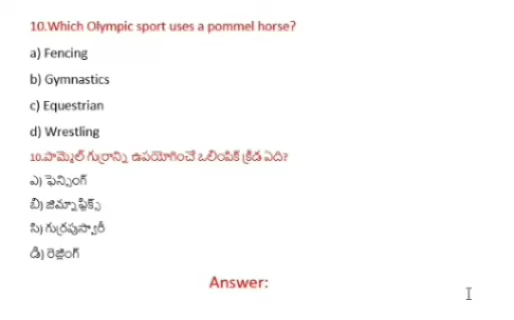 10.Which Olympic sport uses a pommel horse?
a) Fencing
b) Gymnastics
c) Equestrian
d) Wrestling
10.పామ్మెల్ గుర్రాన్ని ఉపయోగించే ఒలింపిక్ క్రీడ ఏది?
ఎ) ఫెన్సింగ్
బి) జిమ్నాస్టిక్స్
సి) గుర్రపుస్వారీ
డి) రెజ్లింగ్
Answer: